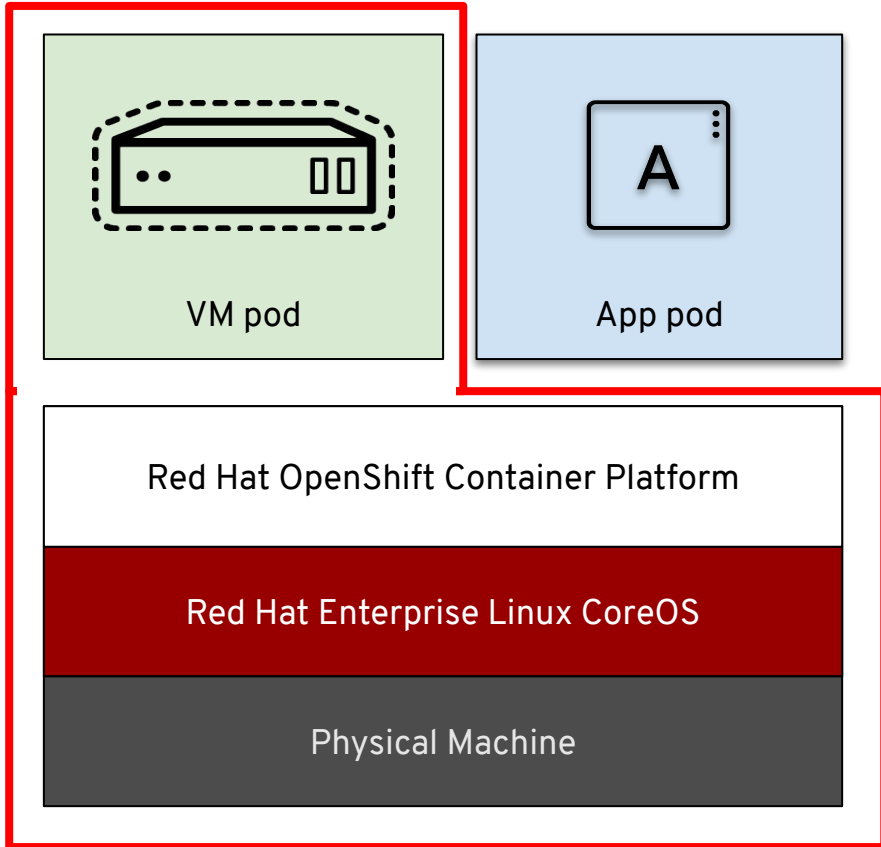 A
VM pod
App pod
Red Hat OpenShift Container Platform
Red Hat Enterprise Linux CoreOS
Physical Machine